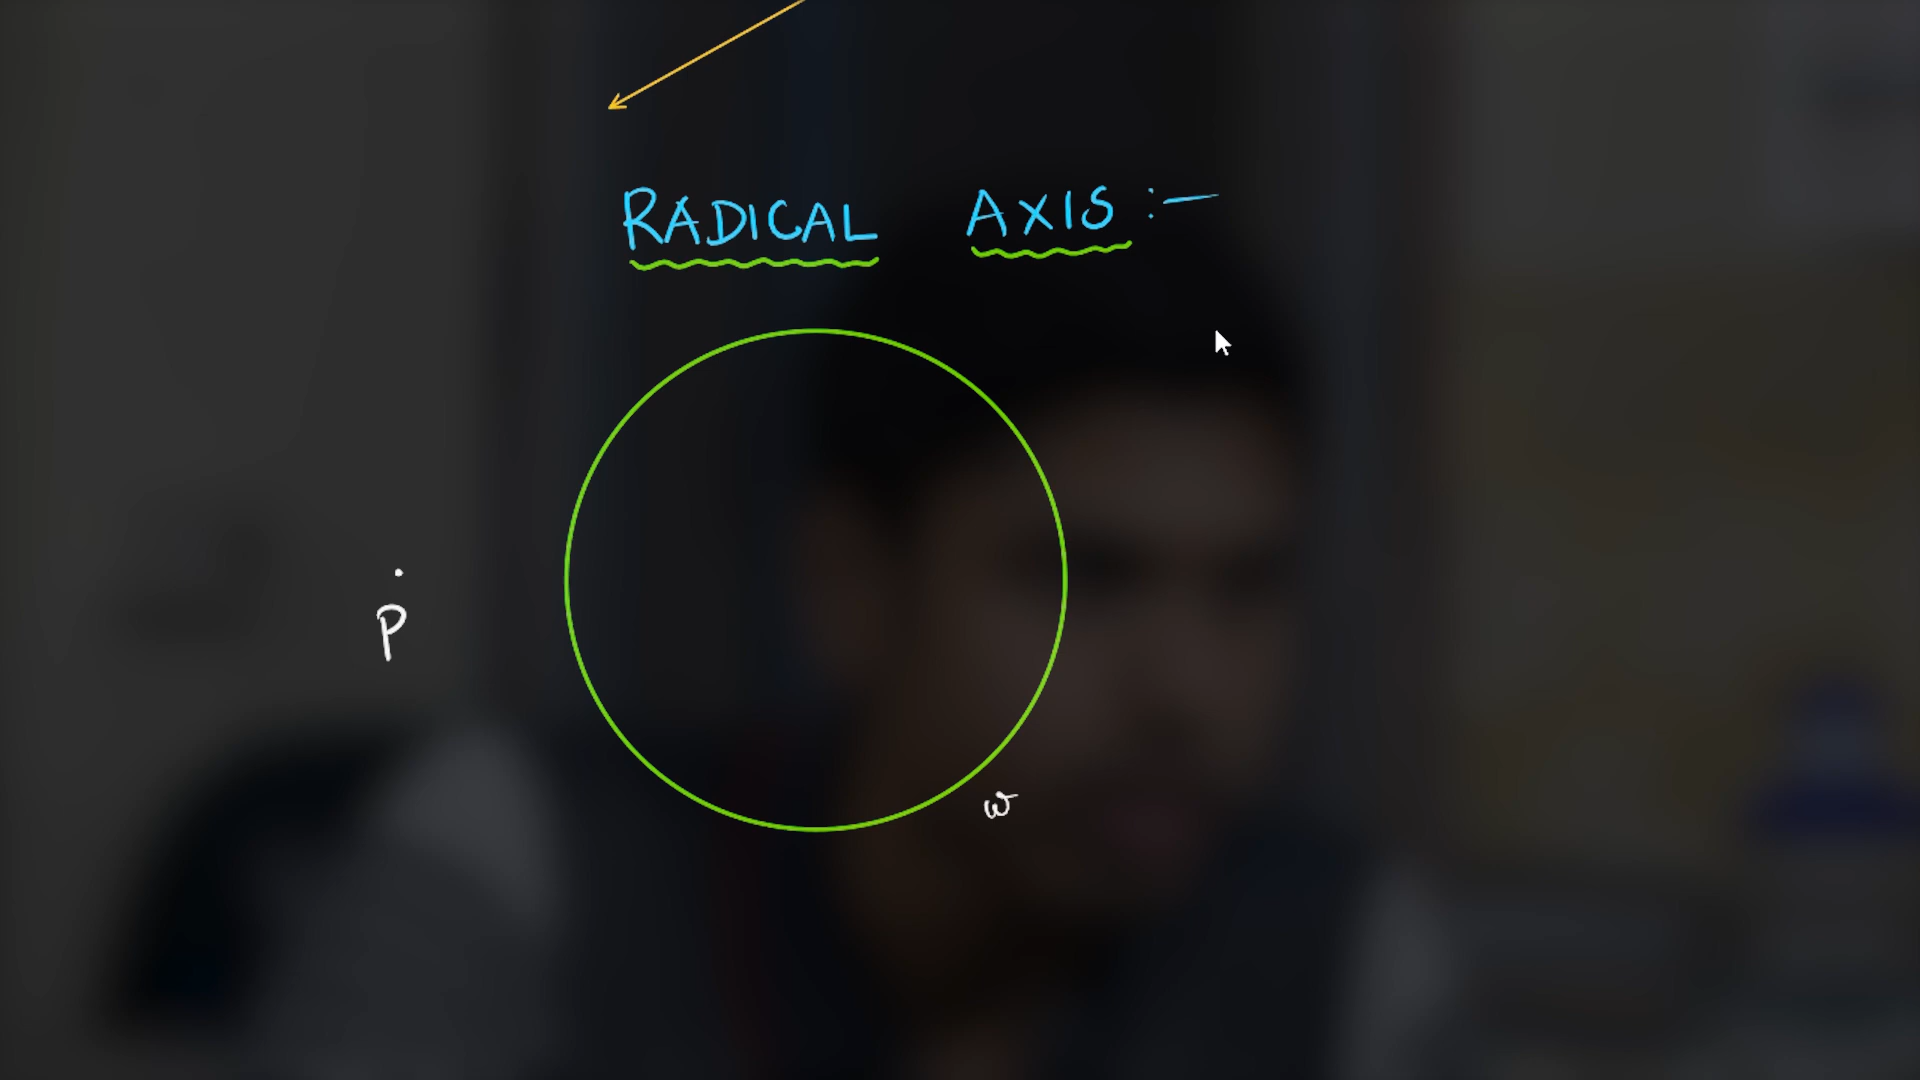 RADICAL AXIS :-
P
ω